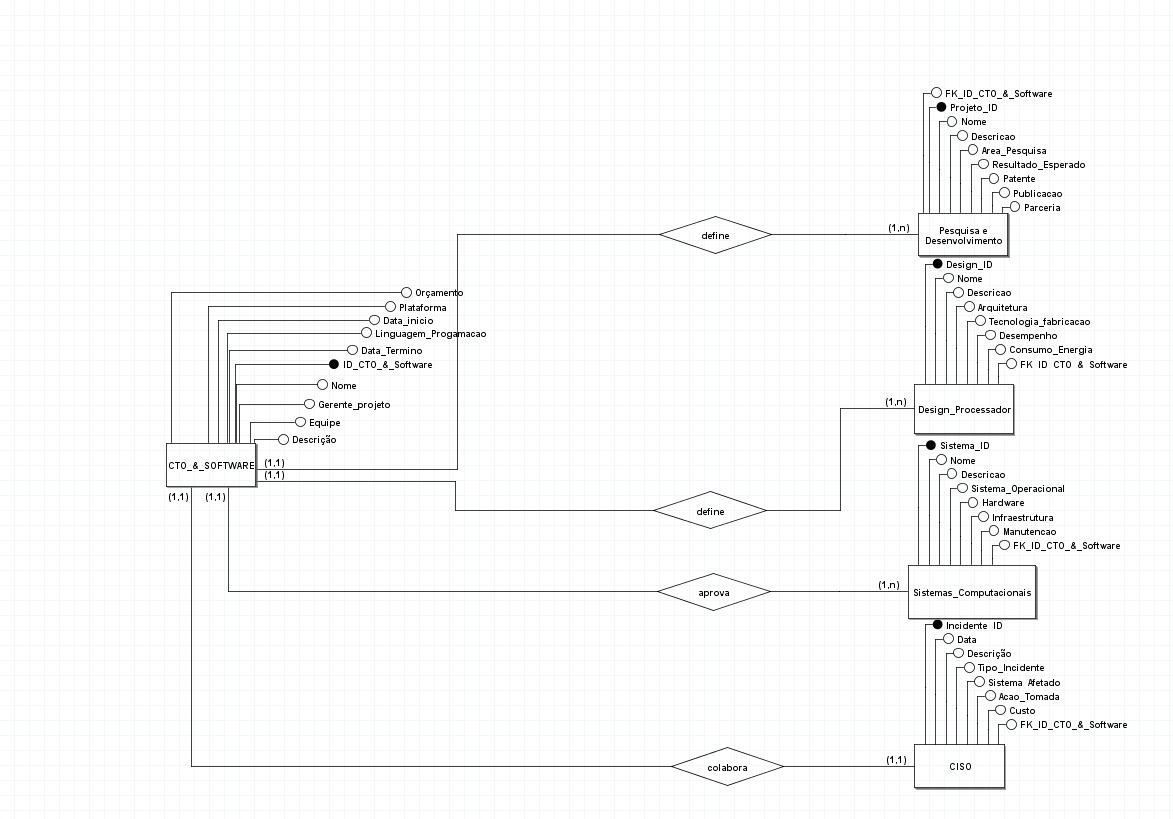 FK_ID_CTO_&_Software
Projeto_ID
Nome
Descricao
Area_Pesquisa
Resultado_Esperado
Patente
Publicacao
Parceria
(1,n)
define
Pesquisa e
Desenvolvimento
Design_ID
Nome
Descricao
Arquitetura
Tecnologia_fabricacao
Desempenho
Consumo_Energia
FK_ID_CTO_&_Software
Orçamento
Plataforma
Data_inicio
Linguagem_Progamacao
Data_Termino
ID_CTO_&_Software
Nome
Gerente_projeto
Equipe
Descrição
(1,n)
Design_Processador
CTO_&_SOFTWARE
(1,1)
(1,1)
(1,1)
(1,1)
define
Sistema_ID
Nome
Descricao
Sistema_Operacional
Hardware
Infraestrutura
Manutencao
FK_ID_CTO_&_Software
aprova
(1,n)
Sistemas_Computacionais
Incidente_ID
Data
Descrição
Tipo_Incidente
Sistema_Afetado
Acao_Tomada
Custo
FK_ID_CTO_&_Software
colabora
(1,1)
CISO